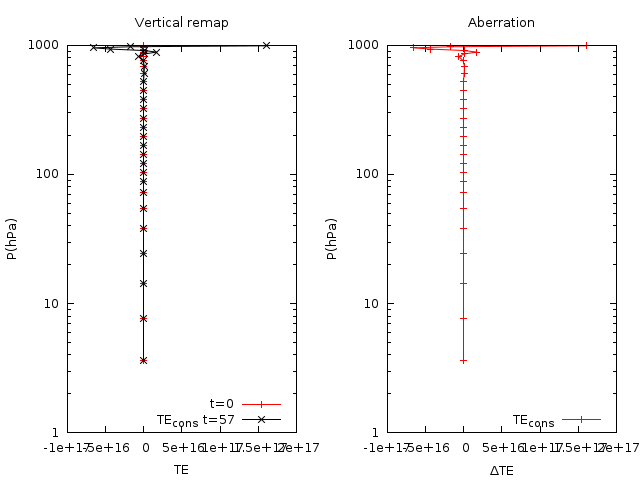 Vertical remap
1000
100
10
1
P(hPa)
t=0
TEcons t=57
-1e+17 -5e+16 0 5e+16 1e+17 1.5e+17 2e+17
TE
Aberration
1000
100
10
1
P(hPa)
TEcons
-1e+17 -5e+16 0 5e+16 1e+17 1.5e+17 2e+17
ΔTE